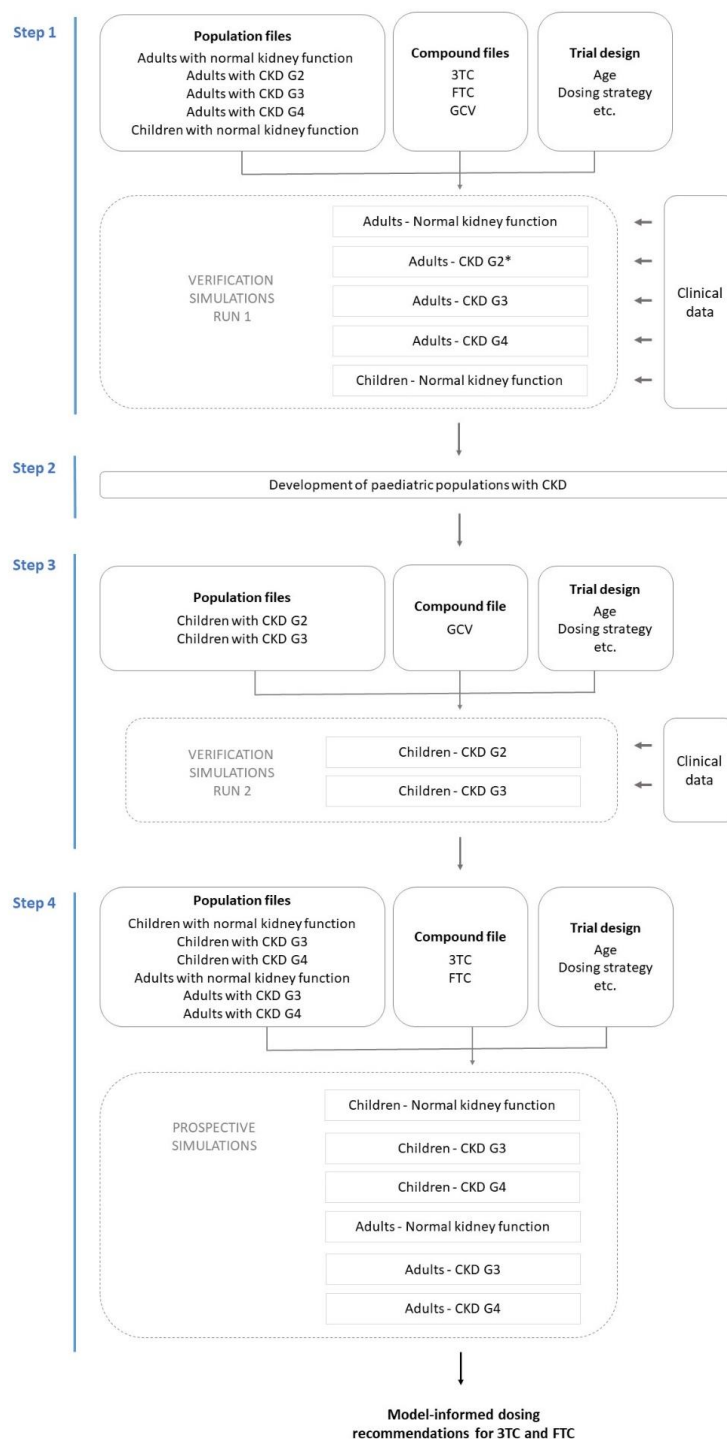 Step 1
Population files
Adults with normal kidney function
Adults with CKD G2
Adults with CKD G3
Adults with CKD G4
Children with normal kidney function
Compound files
3TC
FTC
GCV
Trial design
Age
Dosing strategy
etc.
VERIFICATION
SIMULATIONS
RUN 1
Adults - Normal kidney function
Adults - CKD G2*
Adults - CKD G3
Adults - CKD G4
Children - Normal kidney function
Clinical
data
Step 2
Development of paediatric populations with CKD
Step 3
Population files
Children with CKD G2
Children with CKD G3
Compound file
GCV
Trial design
Age
Dosing strategy
etc.
VERIFICATION
SIMULATIONS
RUN 2
Children - CKD G2
Children - CKD G3
Clinical
data
Step 4
Population files
Children with normal kidney function
Children with CKD G3
Children with CKD G4
Adults with normal kidney function
Adults with CKD G3
Adults with CKD G4
Compound file
3TC
FTC
Trial design
Age
Dosing strategy
etc.
PROSPECTIVE
SIMULATIONS
Children - Normal kidney function
Children - CKD G3
Children - CKD G4
Adults - Normal kidney function
Adults - CKD G3
Adults - CKD G4
Model-informed dosing
recommendations for 3TC and FTC